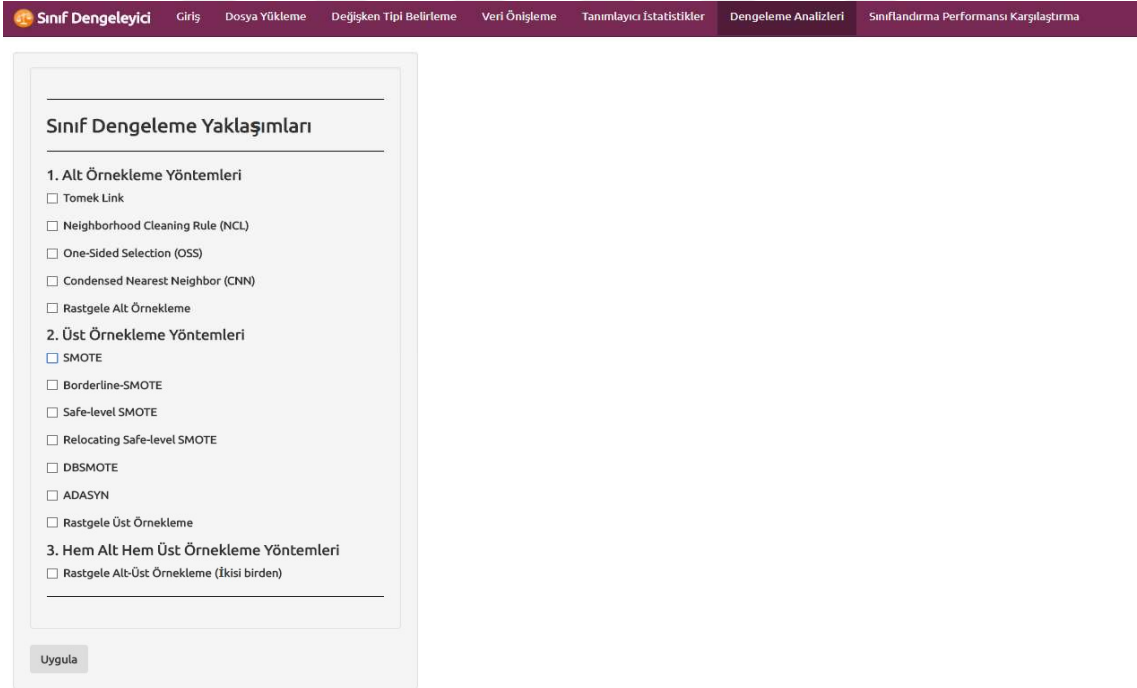 Sınıf Dengeleyici Giriş Dosya Yükleme Değişken Tipi Belirleme Veri Önişleme Tanımlayıcı İstatistikler Dengeleme Analizleri Sınıflandırma Performansı Karşılaştırma
Sınıf Dengeleme Yaklaşımları
1. Alt Örnekleme Yöntemleri
Tomek Link
Neighborhood Cleaning Rule (NCL)
One-Sided Selection (OSS)
Condensed Nearest Neighbor (CNN)
Rastgele Alt Örnekleme
2. Üst Örnekleme Yöntemleri
SMOTE
Borderline-SMOTE
Safe-level SMOTE
Relocating Safe-level SMOTE
DBSMOTE
ADASYN
Rastgele Üst Örnekleme
3. Hem Alt Hem Üst Örnekleme Yöntemleri
Rastgele Alt-Üst Örnekleme (İkisi birden)
Uygula